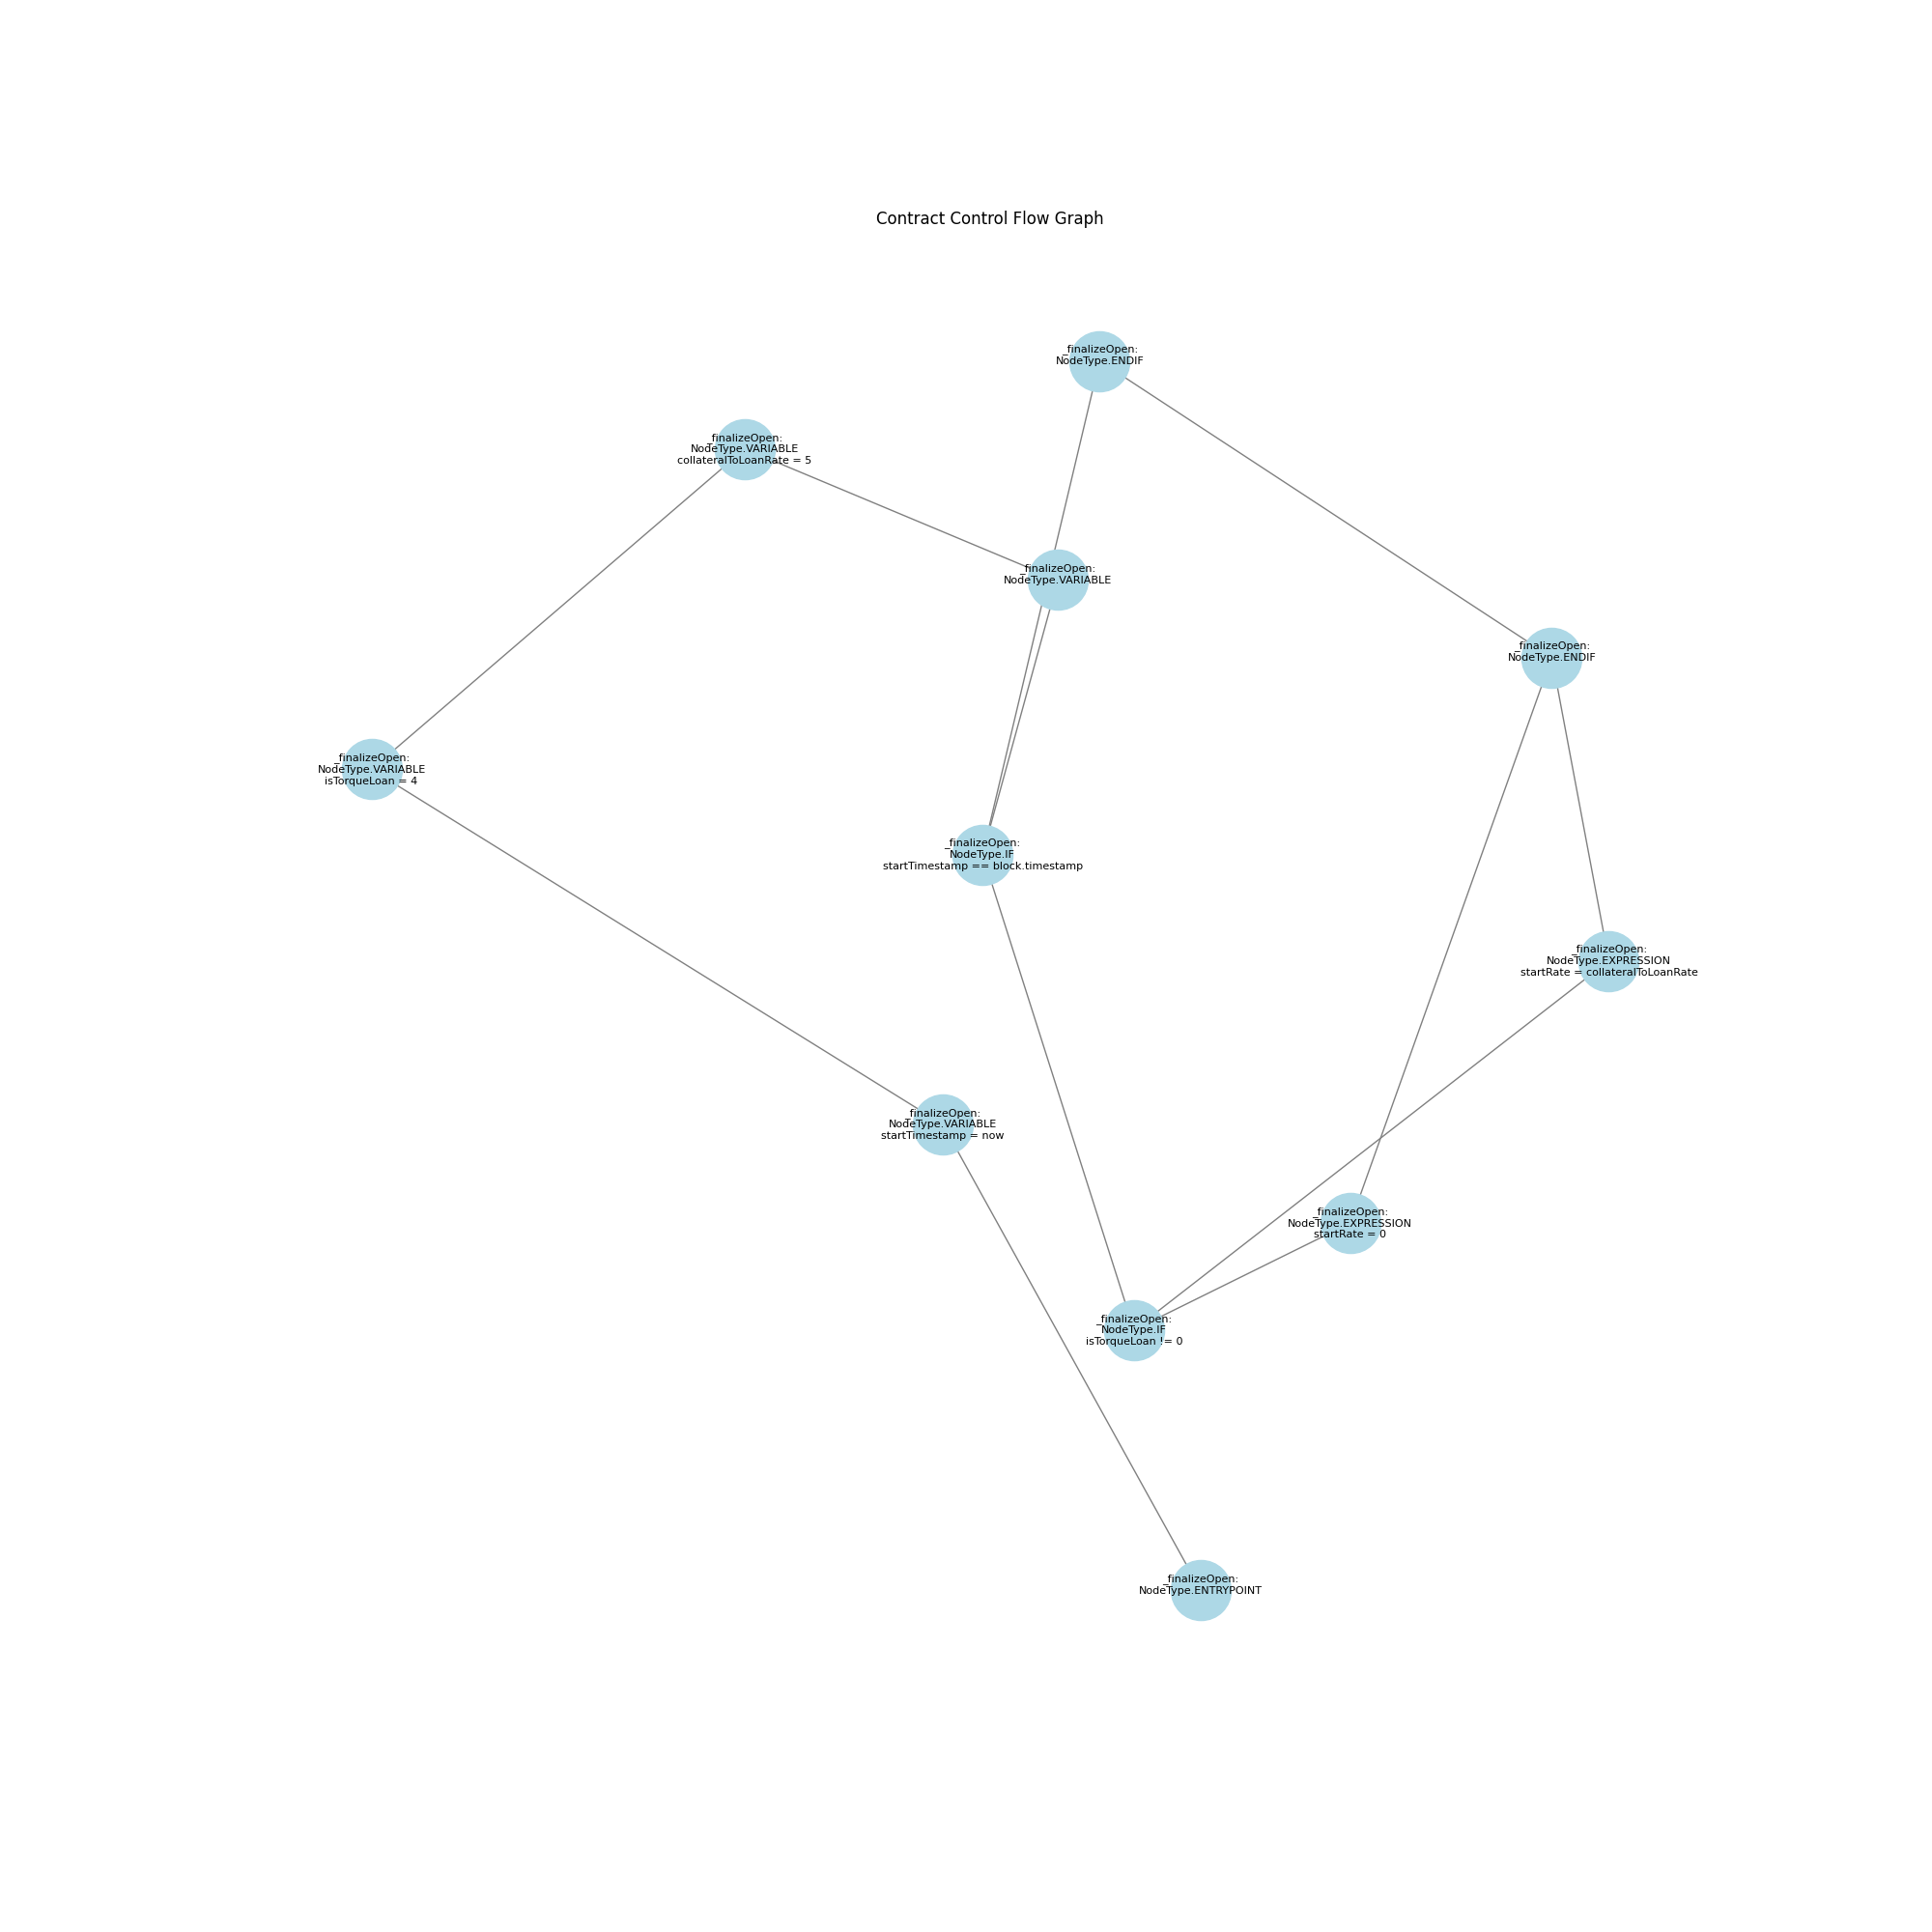 Contract Control Flow Graph
_finalizeOpen:
NodeType.ENDIF
_finalizeOpen:
NodeType.VARIABLE
collateralToLoanRate = 5
_finalizeOpen:
NodeType.VARIABLE
_finalizeOpen:
NodeType.ENDIF
_finalizeOpen:
NodeType.VARIABLE
isTorqueLoan = 4
_finalizeOpen:
NodeType.IF
startTimestamp == block.timestamp
_finalizeOpen:
NodeType.EXPRESSION
startRate = collateralToLoanRate
_finalizeOpen:
NodeType.VARIABLE
startTimestamp = now
_finalizeOpen:
NodeType.EXPRESSION
startRate = 0
_finalizeOpen:
NodeType.IF
isTorqueLoan != 0
_finalizeOpen:
NodeType.ENTRYPOINT